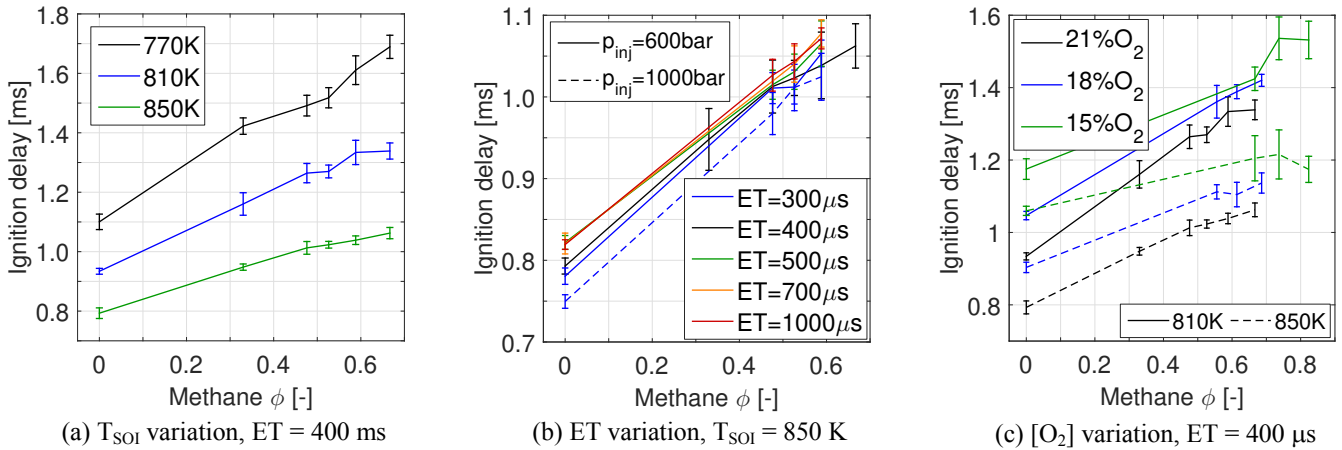 1.8
1.6
1.4
1.2
1.0
0.8
Ignition delay [ms]
770K
810K
850K
0
0.2
0.4
0.6
Methane ϕ [-]
(a) T_SOI variation, ET = 400 ms
1.1
1.0
0.9
0.8
0.7
Ignition delay [ms]
p_inj=600bar
p_inj=1000bar
ET=300μs
ET=400μs
ET=500μs
ET=700μs
ET=1000μs
0
0.2
0.4
0.6
Methane ϕ [-]
(b) ET variation, T_SOI = 850 K
1.6
1.4
1.2
1
0.8
Ignition delay [ms]
21%O₂
18%O₂
15%O₂
810K
850K
0
0.2
0.4
0.6
0.8
Methane ϕ [-]
(c) [O₂] variation, ET = 400 μs